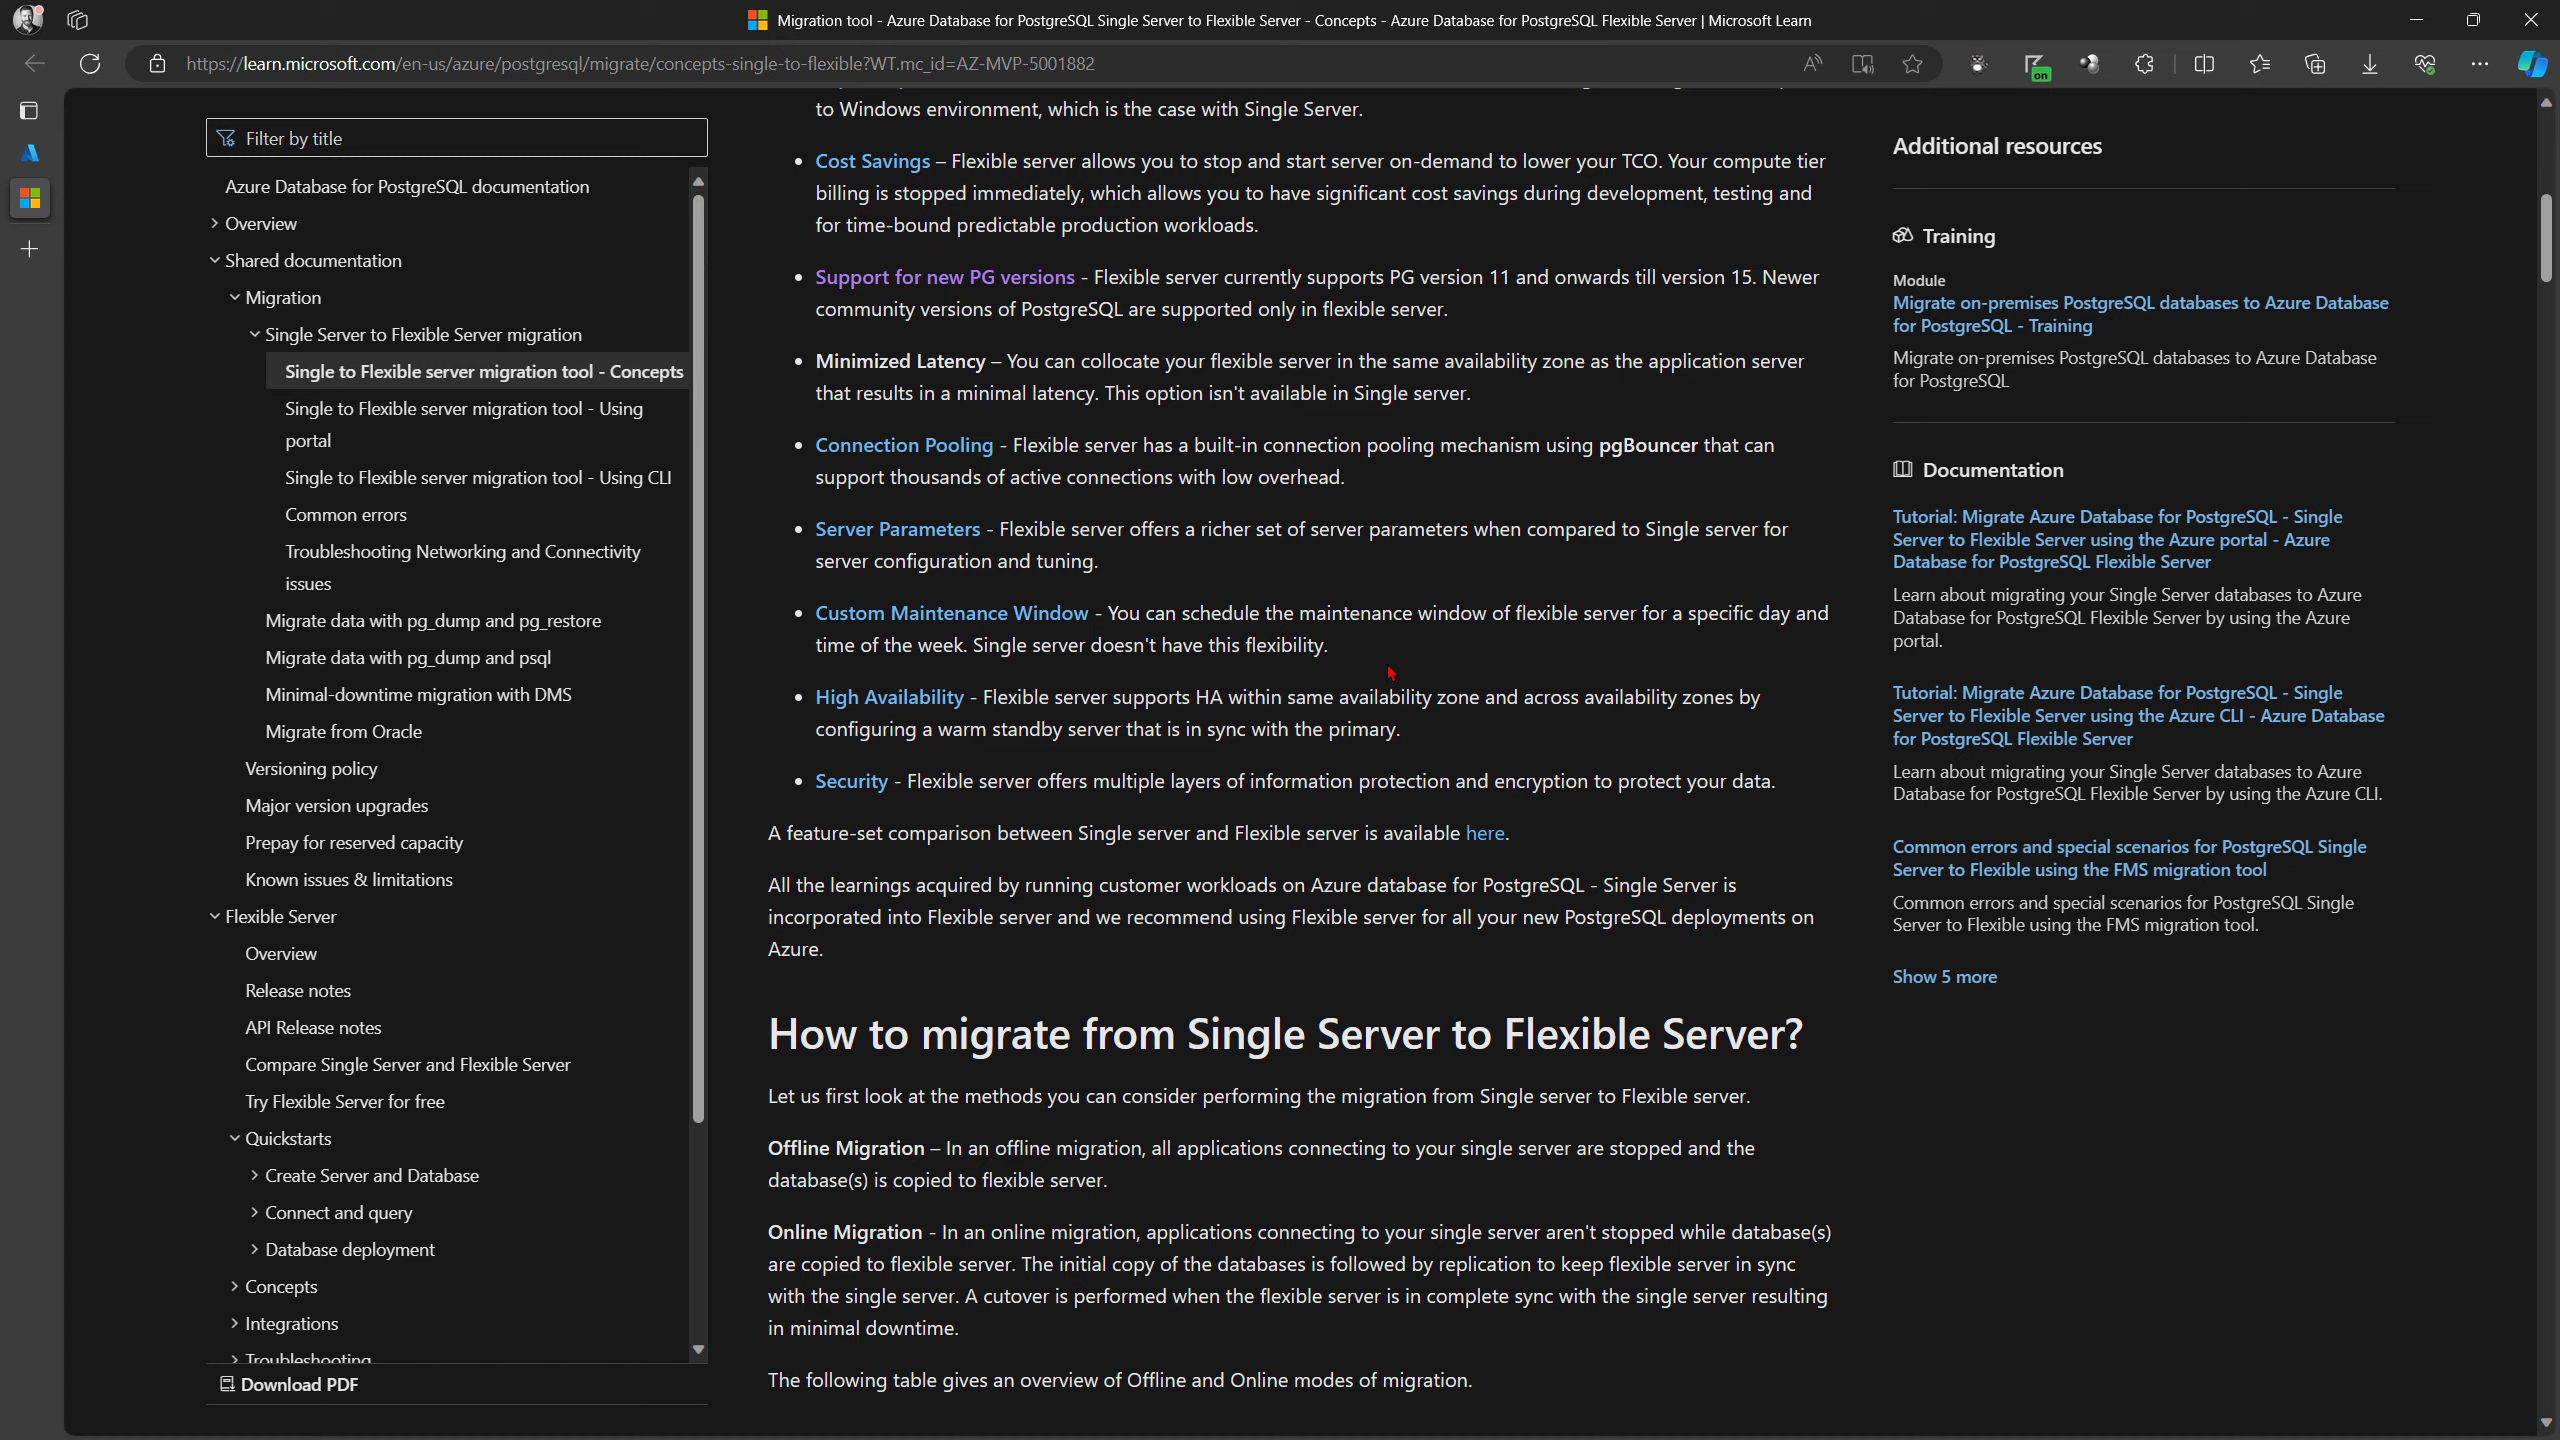 Migration tool - Azure Database for PostgreSQL Single Server to Flexible Server - Concepts - Azure Database for PostgreSQL Flexible Server | Microsoft Learn
https://learn.microsoft.com/en-us/azure/postgresql/migrate/concepts-single-to-flexible?WT.mc_id=AZ-MVP-5001882
on
Filter by title
Azure Database for PostgreSQL documentation
Overview
Shared documentation
Migration
Single Server to Flexible Server migration
Single to Flexible server migration tool - Concepts
Single to Flexible server migration tool - Using
portal
Single to Flexible server migration tool - Using CLI
Common errors
Troubleshooting Networking and Connectivity
issues
Migrate data with pg_dump and pg_restore
Migrate data with pg_dump and psql
Minimal-downtime migration with DMS
Migrate from Oracle
Versioning policy
Major version upgrades
Prepay for reserved capacity
Known issues & limitations
Flexible Server
Overview
Release notes
API Release notes
Compare Single Server and Flexible Server
Try Flexible Server for free
Quickstarts
Create Server and Database
Connect and query
Database deployment
Concepts
Integrations
Troubleshooting
Download PDF
to Windows environment, which is the case with Single Server.
• Cost Savings – Flexible server allows you to stop and start server on-demand to lower your TCO. Your compute tier
billing is stopped immediately, which allows you to have significant cost savings during development, testing and
for time-bound predictable production workloads.
• Support for new PG versions - Flexible server currently supports PG version 11 and onwards till version 15. Newer
community versions of PostgreSQL are supported only in flexible server.
• Minimized Latency – You can collocate your flexible server in the same availability zone as the application server
that results in a minimal latency. This option isn't available in Single server.
• Connection Pooling - Flexible server has a built-in connection pooling mechanism using pgBouncer that can
support thousands of active connections with low overhead.
• Server Parameters - Flexible server offers a richer set of server parameters when compared to Single server for
server configuration and tuning.
• Custom Maintenance Window - You can schedule the maintenance window of flexible server for a specific day and
time of the week. Single server doesn't have this flexibility.
• High Availability - Flexible server supports HA within same availability zone and across availability zones by
configuring a warm standby server that is in sync with the primary.
• Security - Flexible server offers multiple layers of information protection and encryption to protect your data.
A feature-set comparison between Single server and Flexible server is available here.
All the learnings acquired by running customer workloads on Azure database for PostgreSQL - Single Server is
incorporated into Flexible server and we recommend using Flexible server for all your new PostgreSQL deployments on
Azure.
How to migrate from Single Server to Flexible Server?
Let us first look at the methods you can consider performing the migration from Single server to Flexible server.
Offline Migration – In an offline migration, all applications connecting to your single server are stopped and the
database(s) is copied to flexible server.
Online Migration - In an online migration, applications connecting to your single server aren't stopped while database(s)
are copied to flexible server. The initial copy of the databases is followed by replication to keep flexible server in sync
with the single server. A cutover is performed when the flexible server is in complete sync with the single server resulting
in minimal downtime.
The following table gives an overview of Offline and Online modes of migration.
Additional resources
Training
Module
Migrate on-premises PostgreSQL databases to Azure Database
for PostgreSQL - Training
Migrate on-premises PostgreSQL databases to Azure Database
for PostgreSQL
Documentation
Tutorial: Migrate Azure Database for PostgreSQL - Single
Server to Flexible Server using the Azure portal - Azure
Database for PostgreSQL Flexible Server
Learn about migrating your Single Server databases to Azure
Database for PostgreSQL Flexible Server by using the Azure
portal.
Tutorial: Migrate Azure Database for PostgreSQL - Single
Server to Flexible Server using the Azure CLI - Azure Database
for PostgreSQL Flexible Server
Learn about migrating your Single Server databases to Azure
Database for PostgreSQL Flexible Server by using the Azure CLI.
Common errors and special scenarios for PostgreSQL Single
Server to Flexible using the FMS migration tool
Common errors and special scenarios for PostgreSQL Single
Server to Flexible using the FMS migration tool.
Show 5 more